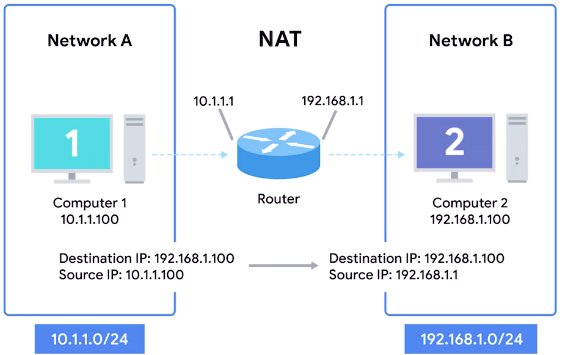 Network A
NAT
Network B
10.1.1.1
192.168.1.1
1
2
Router
Computer 1
10.1.1.100
Computer 2
192.168.1.100
Destination IP: 192.168.1.100
Source IP: 10.1.1.100
Destination IP: 192.168.1.100
Source IP: 192.168.1.1
10.1.1.0/24
192.168.1.0/24